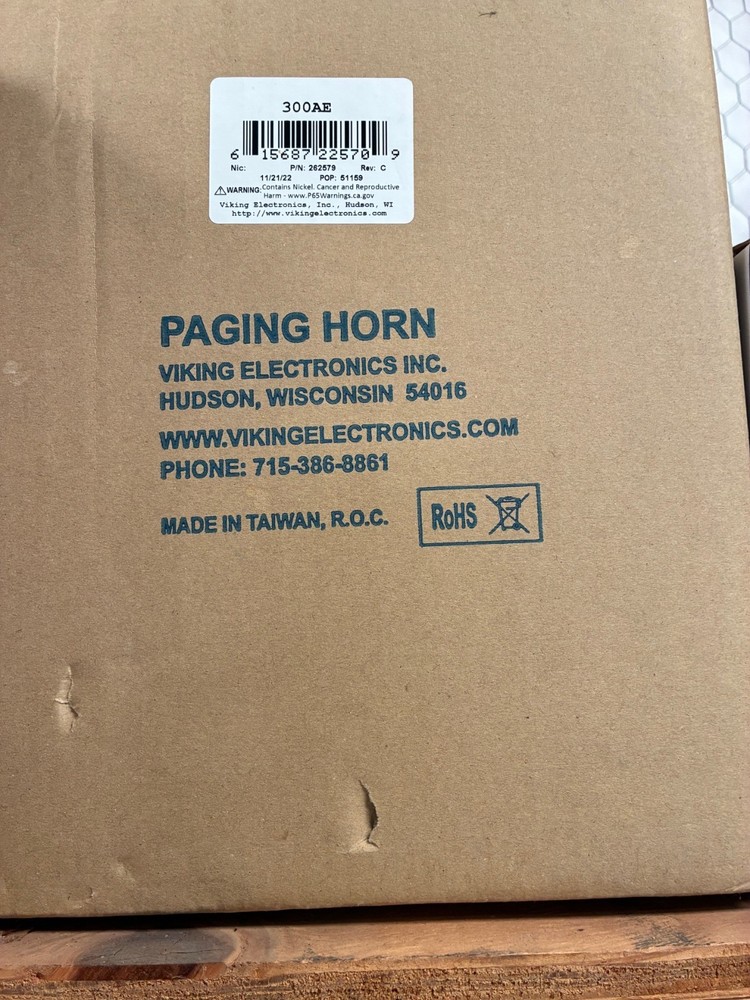 300AE
6 15687 22570 9
Nic: P/N: 262579 Rev: C
11/21/22 POP: 51159
WARNING: Contains Nickel. Cancer and Reproductive
Harm - www.P65Warnings.ca.gov
Viking Electronics, Inc., Hudson, WI
http://www.vikingelectronics.com
PAGING HORN
VIKING ELECTRONICS INC.
HUDSON, WISCONSIN 54016
WWW.VIKINGELECTRONICS.COM
PHONE: 715-386-8861
MADE IN TAIWAN, R.O.C. RoHS